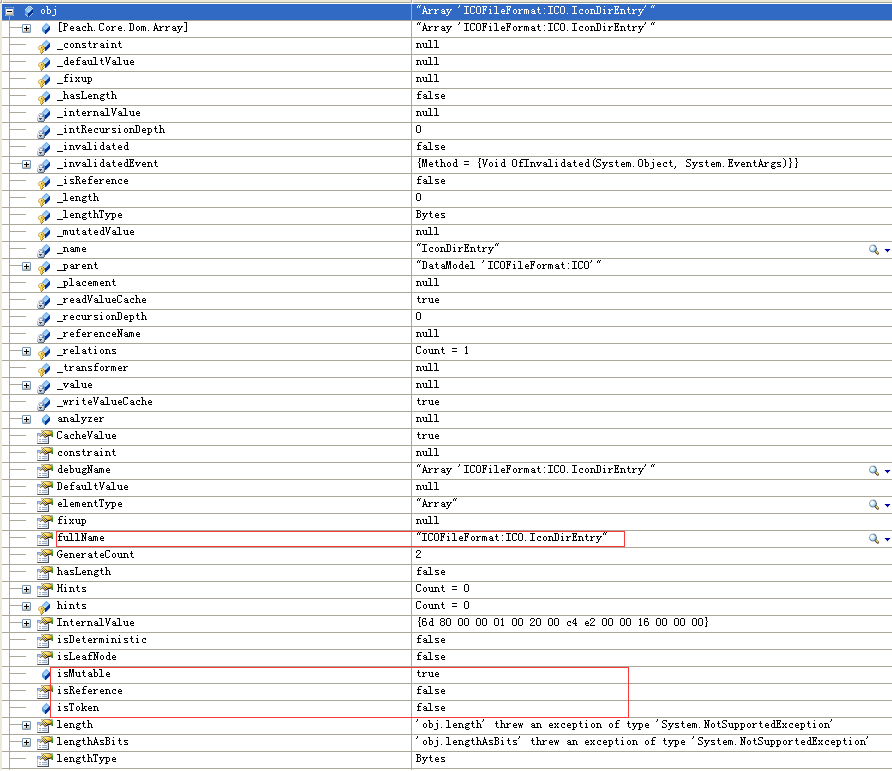 obj "Array 'ICOFileFormat:ICO.IconDirEntry'"
[Peach.Core.Dom.Array] "Array 'ICOFileFormat:ICO.IconDirEntry'"
_constraint null
_defaultValue null
_fixup null
_hasLength false
_internalValue null
_intRecursionDepth 0
_invalidated false
_invalidatedEvent {Method = {Void OfInvalidated(System.Object, System.EventArgs)}}
_isReference false
_length 0
_lengthType Bytes
_mutatedValue null
_name "IconDirEntry"
_parent "DataModel 'ICOFileFormat:ICO'"
_placement null
_readValueCache true
_recursionDepth 0
_referenceName null
_relations Count = 1
_transformer null
_value null
_writeValueCache true
analyzer null
CacheValue true
constraint null
debugName "Array 'ICOFileFormat:ICO.IconDirEntry'"
DefaultValue null
elementType "Array"
fixup null
fullName "ICOFileFormat:ICO.IconDirEntry"
GenerateCount 2
hasLength false
Hints Count = 0
hints Count = 0
InternalValue {6d 80 00 00 01 00 20 00 c4 e2 00 00 16 00 00 00}
isDeterministic false
isLeafNode false
isMutable true
isReference false
isToken false
length 'obj.length' threw an exception of type 'System.NotSupportedException'
lengthAsBits 'obj.lengthAsBits' threw an exception of type 'System.NotSupportedException'
lengthType Bytes